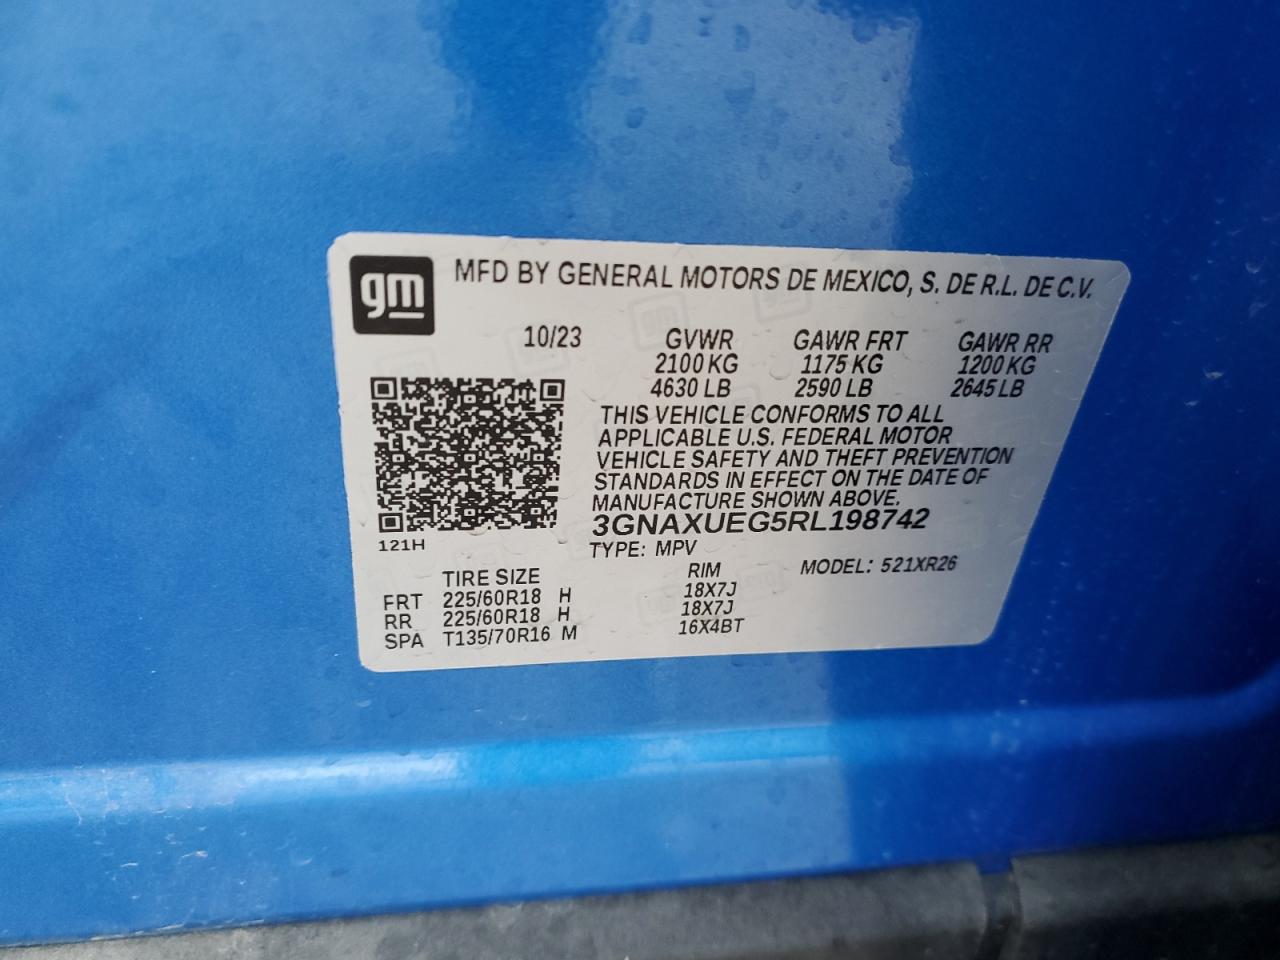 gm
MFD BY GENERAL MOTORS DE MEXICO, S. DE R.L. DE C.V.
10/23 GVWR GAWR FRT GAWR RR
2100 KG 1175 KG 1200 KG
4630 LB 2590 LB 2645 LB
THIS VEHICLE CONFORMS TO ALL
APPLICABLE U.S. FEDERAL MOTOR
VEHICLE SAFETY AND THEFT PREVENTION
STANDARDS IN EFFECT ON THE DATE OF
MANUFACTURE SHOWN ABOVE.
3GNAXUEG5RL198742
121H
TYPE: MPV MODEL: 521XR26
TIRE SIZE RIM
FRT 225/60R18 H 18X7J
RR 225/60R18 H 18X7J
SPA T135/70R16 M 16X4BT